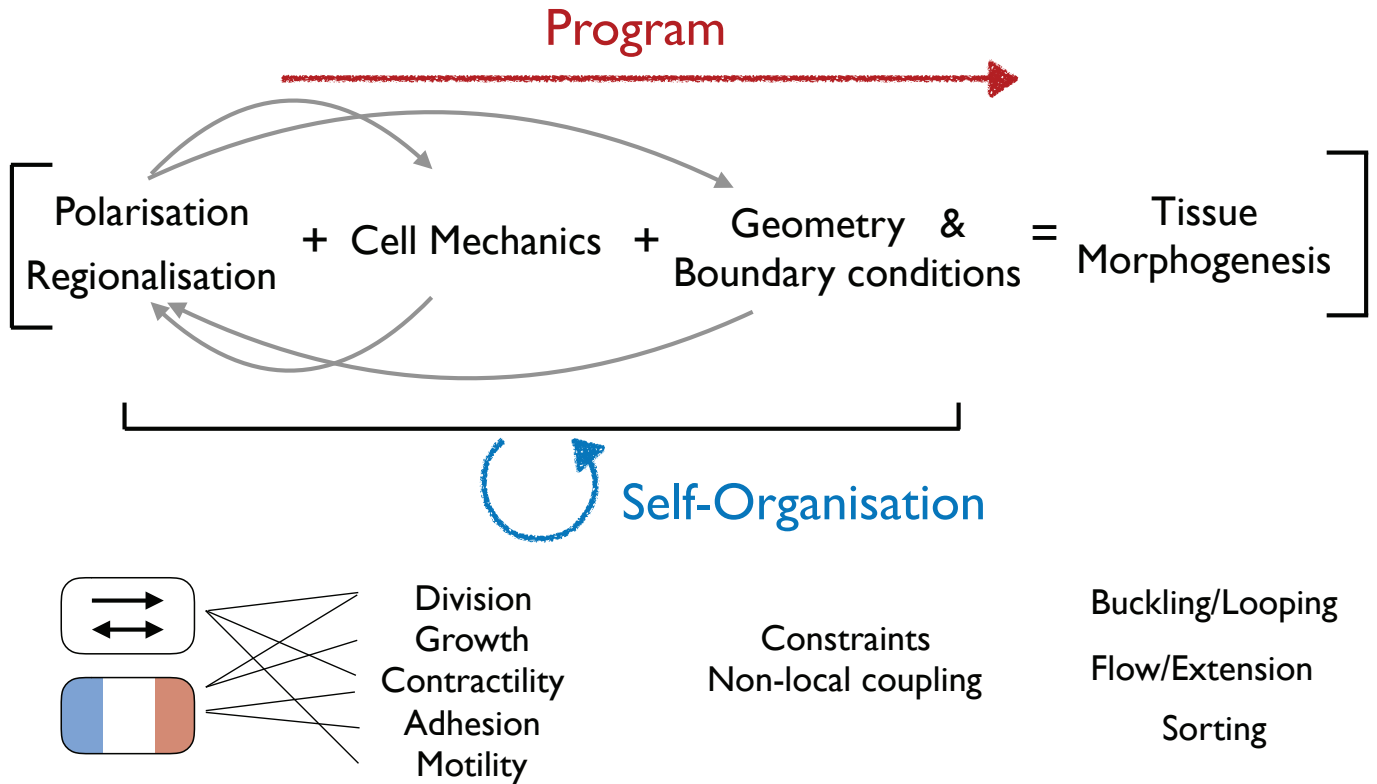 Program
Polarisation
Regionalisation
+
Cell Mechanics
+
Geometry &
Boundary conditions
=
Tissue
Morphogenesis
Self-Organisation
Division
Growth
Contractility
Adhesion
Motility
Constraints
Non-local coupling
Buckling/Looping
Flow/Extension
Sorting